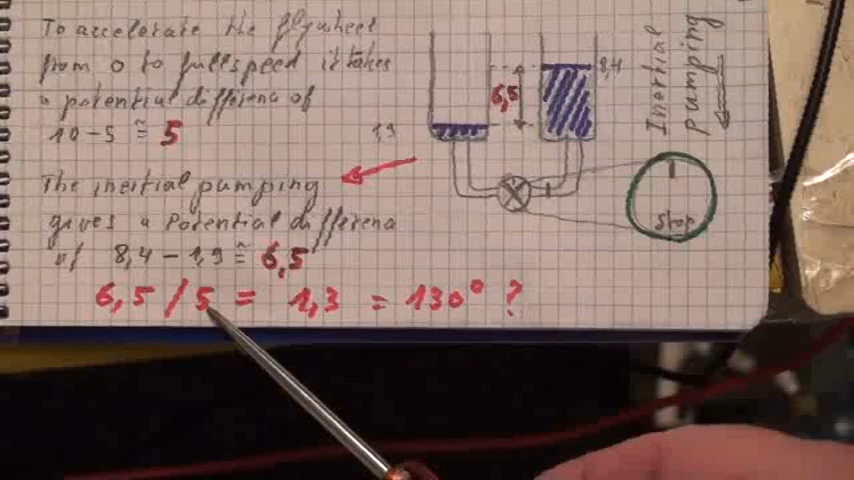 To accelerate the flywheel
from 0 to fullspeed it takes
a potential differena of
10-5 ≅ 5
The inertial pumping
gives a Potential differena
of 8,4-1,9 ≅ 6,5
6,5 / 5 = 1,3 = 130° ?
1,9
6,5
8,4
Inertial
pumping
Stop